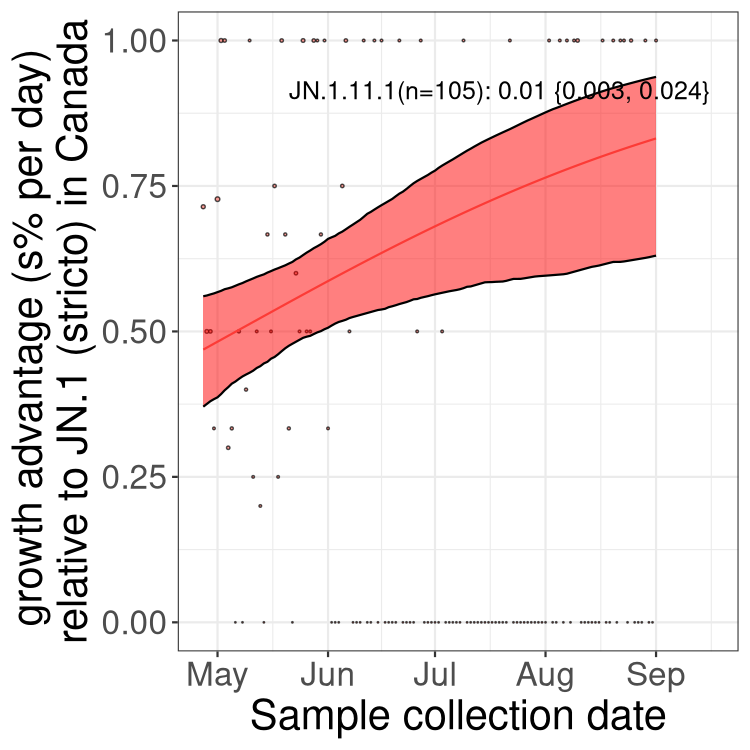 growth advantage (s% per day)
relative to JN.1 (stricto) in Canada
1.00
0.75
0.50
0.25
0.00
JN.1.11.1(n=105): 0.01 {0.003, 0.024}
May Jun Jul Aug Sep
Sample collection date